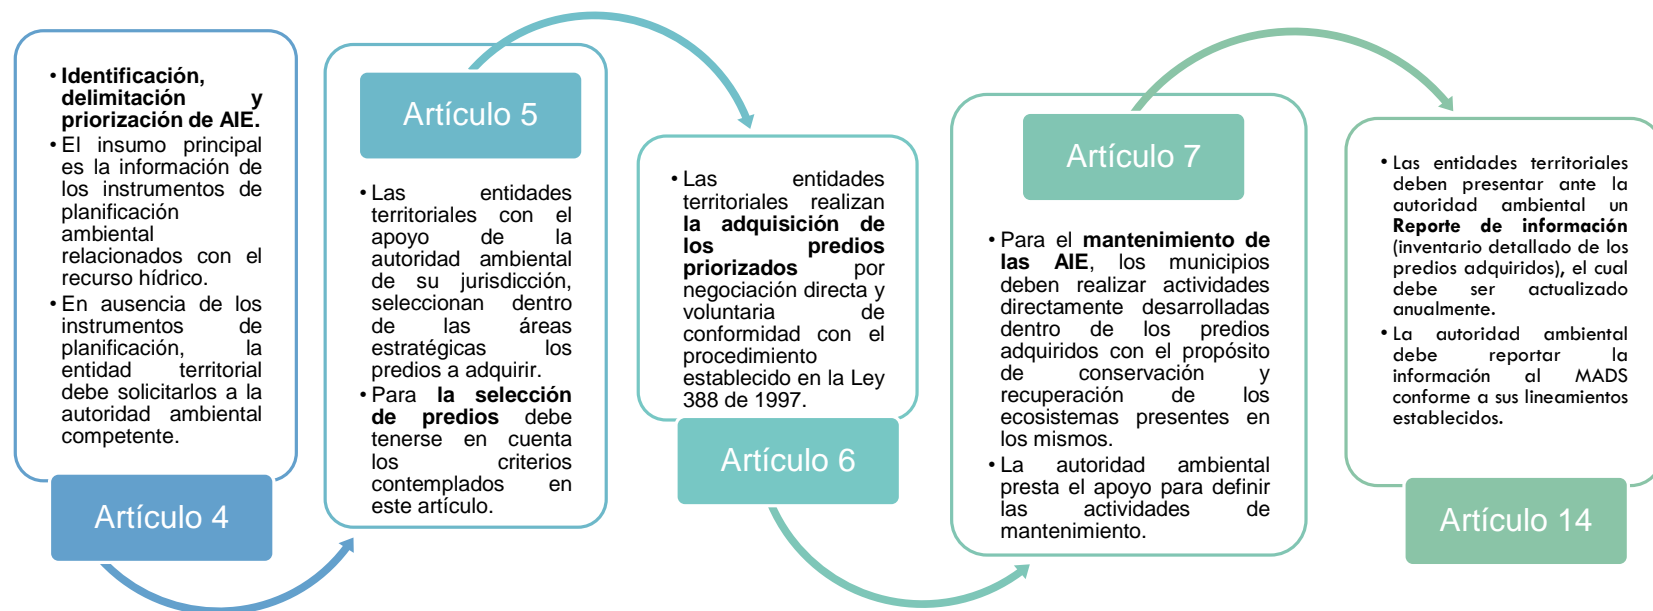 • Identificación,
delimitación y
priorización de AIE.
• El insumo principal
es la información de
los instrumentos de
planificación
ambiental
relacionados con el
recurso hídrico.
• En ausencia de los
instrumentos de
planificación, la
entidad territorial
debe solicitarlos a la
autoridad ambiental
competente.
Artículo 4
Artículo 5
• Las entidades
territoriales con el
apoyo de la
autoridad ambiental
de su jurisdicción,
seleccionan dentro
de las áreas
estratégicas los
predios a adquirir.
• Para la selección
de predios debe
tenerse en cuenta
los criterios
contemplados en
este artículo.
• Las entidades
territoriales realizan
la adquisición de
los predios
priorizados por
negociación directa y
voluntaria de
conformidad con el
procedimiento
establecido en la Ley
388 de 1997.
Artículo 6
Artículo 7
• Para el mantenimiento de
las AIE, los municipios
deben realizar actividades
directamente desarrolladas
dentro de los predios
adquiridos con el propósito
de conservación y
recuperación de los
ecosistemas presentes en
los mismos.
• La autoridad ambiental
presta el apoyo para definir
las actividades de
mantenimiento.
• Las entidades territoriales
deben presentar ante la
autoridad ambiental un
Reporte de información
(inventario detallado de los
predios adquiridos), el cual
debe ser actualizado
anualmente.
• La autoridad ambiental
debe reportar la
información al MADS
conforme a sus lineamientos
establecidos.
Artículo 14